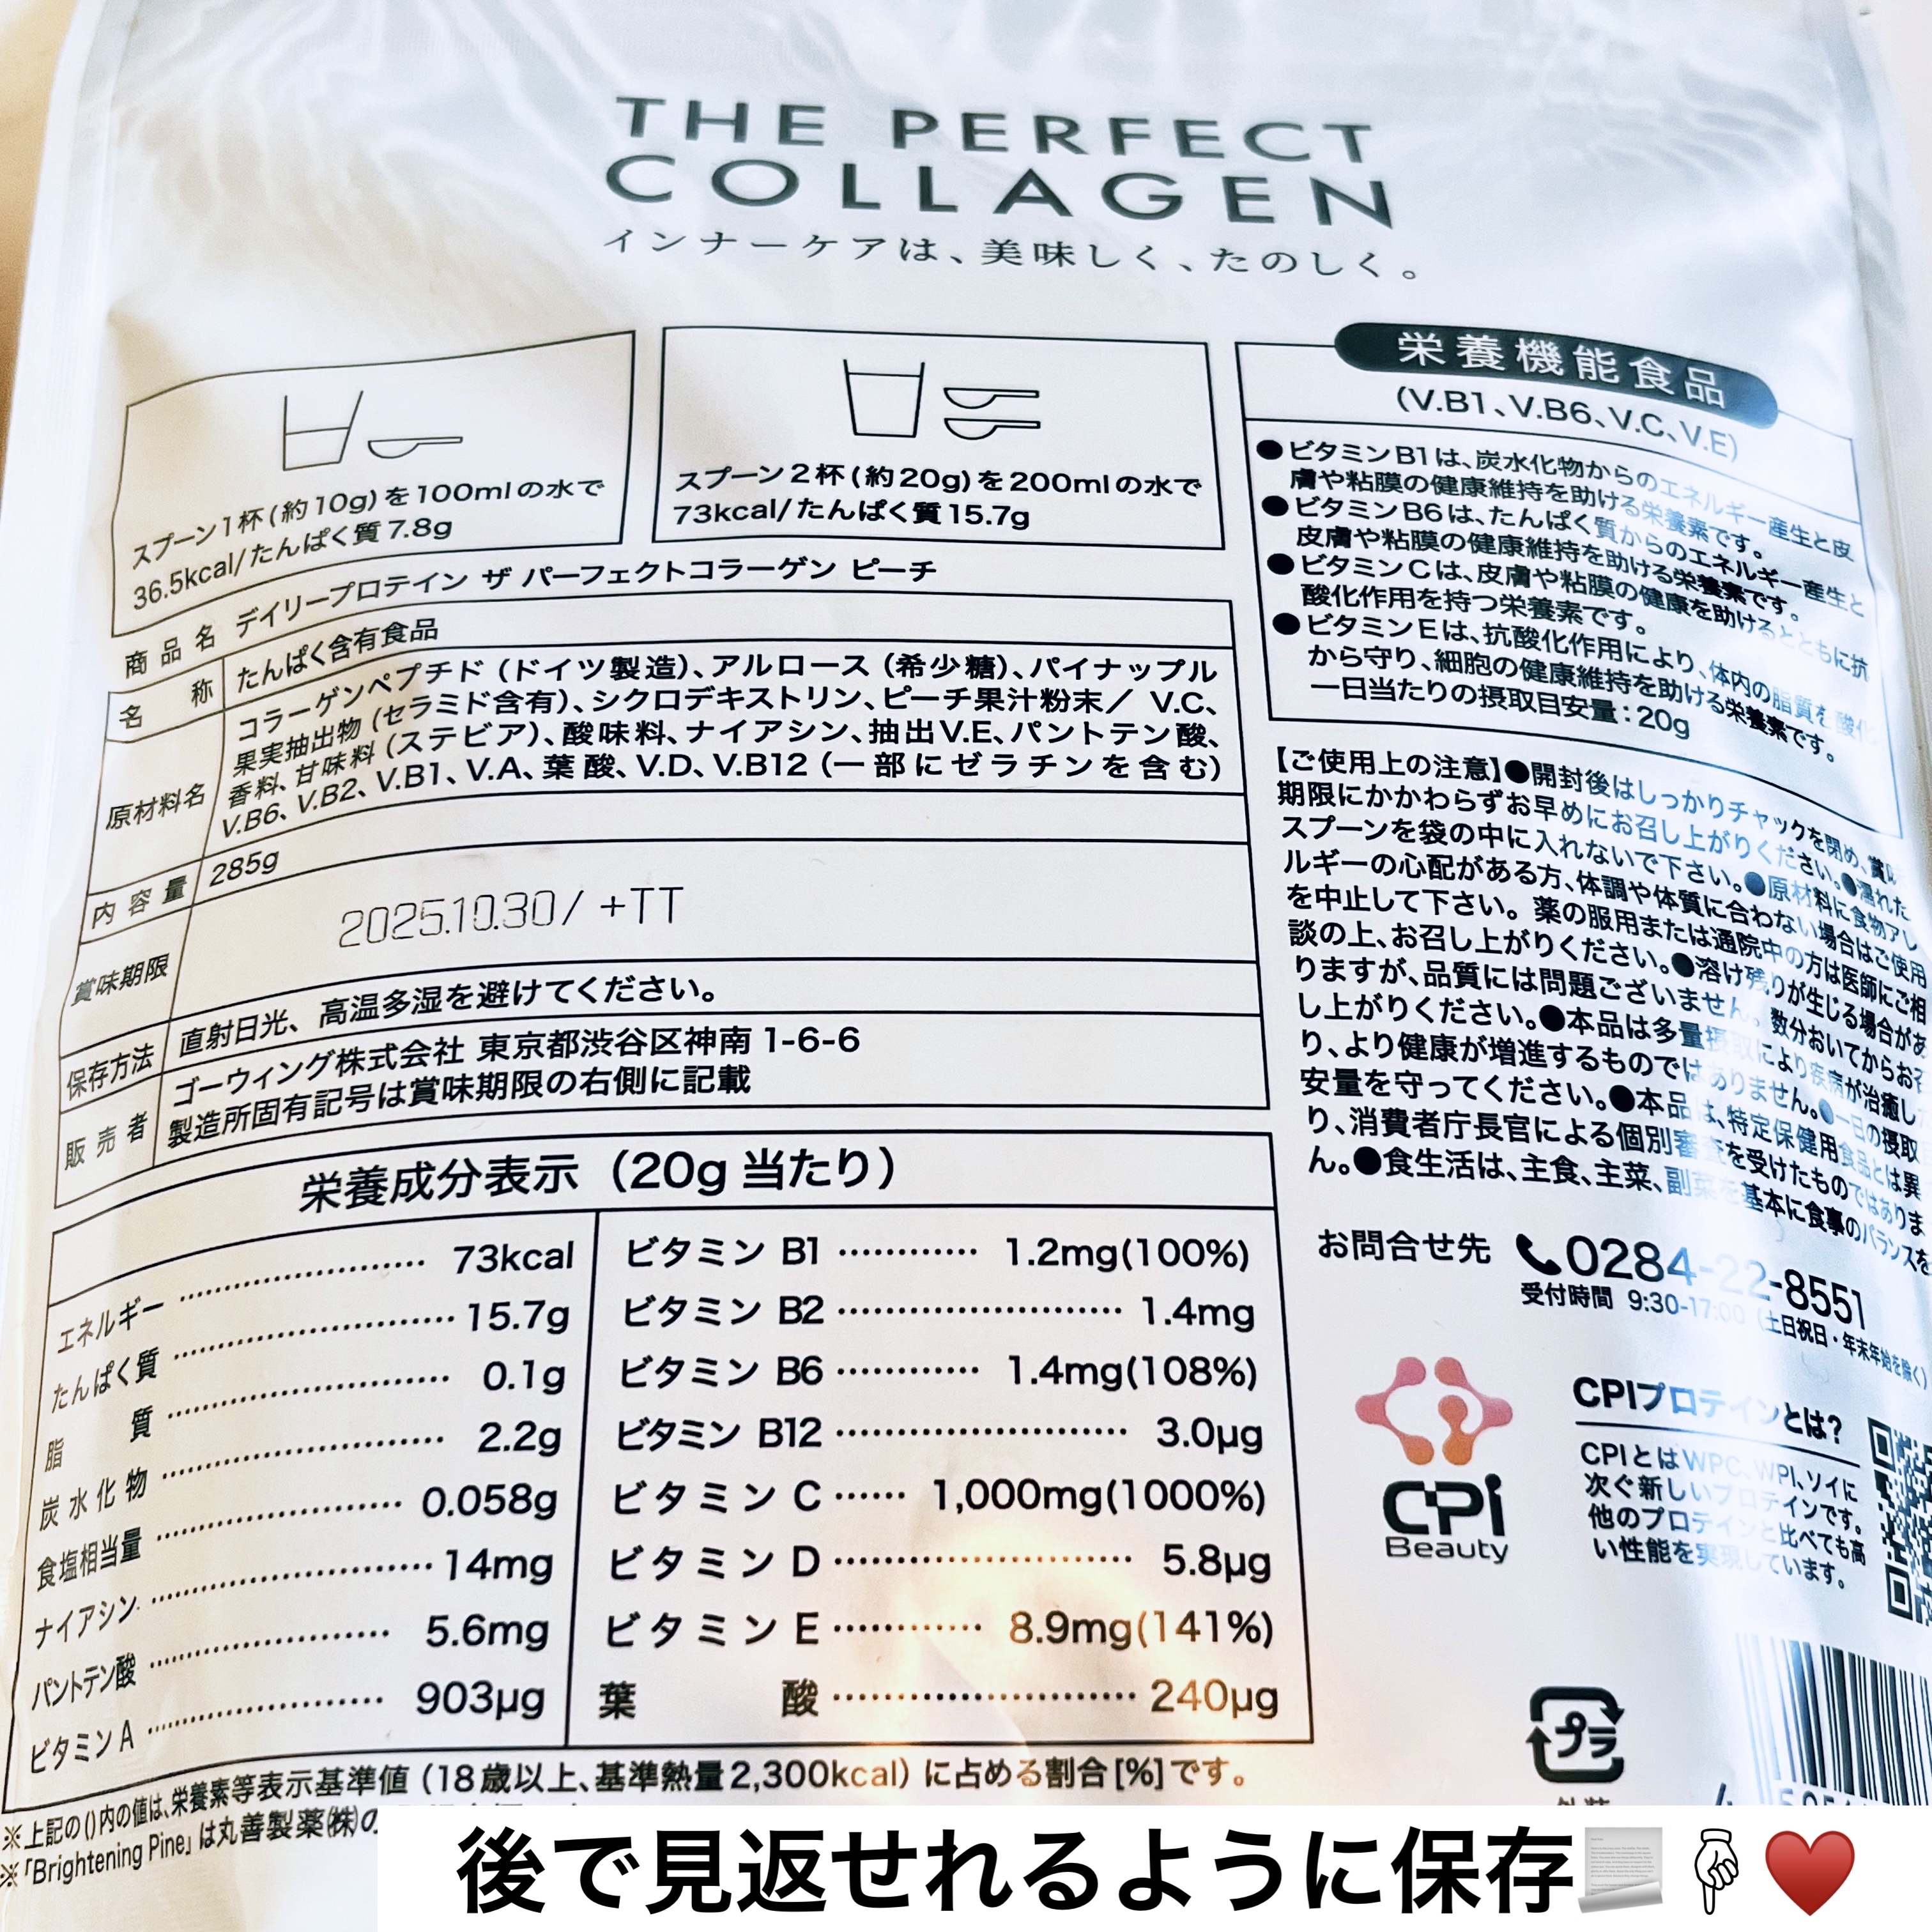 THE PERFECT
COLLAGEN
インナーケアは、美味しく、たのしく。
スプーン1杯(約10g)を100mlの水で
36.5kcal/たんぱく質7.8g
スプーン2杯(約20g)を200mlの水で
73kcal/たんぱく質15.7g
商品名 デイリープロテイン ザ パーフェクトコラーゲン ピーチ
名称 たんぱく含有食品
原材料名
コラーゲンペプチド(ドイツ製造)、アルロース(希少糖)、パイナップル
果実抽出物(セラミド含有)、シクロデキストリン、ピーチ果汁粉末/V.C、
香料、甘味料(ステビア)、酸味料、ナイアシン、抽出V.E、パントテン酸、
V.B6、V.B2、V.B1、V.A、葉酸、V.D、V.B12(一部にゼラチンを含む)
内容量 285g
賞味期限 2025.10.30/ +TT
保存方法 直射日光、高温多湿を避けてください。
販売者 ゴーウィング株式会社 東京都渋谷区神南1-6-6
製造所固有記号は賞味期限の右側に記載
栄養成分表示(20g当たり)
エネルギー 73kcal
たんぱく質 15.7g
脂質 0.1g
炭水化物 2.2g
食塩相当量 0.058g
ナイアシン 14mg
パントテン酸 5.6mg
ビタミンA 903μg
ビタミン B1 1.2mg(100%)
ビタミン B2 1.4mg
ビタミン B6 1.4mg(108%)
ビタミン B12 3.0μg
ビタミン C 1,000mg(1000%)
ビタミン D 5.8μg
ビタミン E 8.9mg(141%)
葉酸 240μg
※上記の()内の値は、栄養素等表示基準値(18歳以上、基準熱量2,300kcal)に占める割合[%]です。
※「Brightening Pine」は丸善製薬(株)の
栄養機能食品
(V.B1、V.B6、V.C、V.E)
●ビタミンB1は、炭水化物からのエネルギー産生と皮
膚や粘膜の健康維持を助ける栄養素です。
●ビタミンB6は、たんぱく質からのエネルギー産生と
皮膚や粘膜の健康維持を助ける栄養素です。
●ビタミンCは、皮膚や粘膜の健康を助けるとともに抗
酸化作用を持つ栄養素です。
●ビタミンEは、抗酸化作用により、体内の脂質を酸化
から守り、細胞の健康維持を助ける栄養素です。
一日当たりの摂取目安量:20g
【ご使用上の注意】●開封後はしっかりチャックを閉め、賞味
期限にかかわらずお早めにお召し上がりください。●濡れた
スプーンを袋の中に入れないで下さい。●原材料に食物アレ
ルギーの心配がある方、体調や体質に合わない場合はご使用
を中止して下さい。薬の服用または通院中の方は医師にご相
談の上、お召し上がりください。●溶け残りが生じる場合があ
りますが、品質には問題ございません。数分おいてからお召
し上がりください。●本品は多量摂取により疾病が治癒した
り、より健康が増進するものではありません。●一日の摂取
安量を守ってください。●本品は、特定保健用食品とは異
り、消費者庁長官による個別審査を受けたものではありま
ん。●食生活は、主食、主菜、副菜を基本に食事のバランスを
お問合せ先 0284-22-8551
受付時間 9:30-17:00 (土日祝日・年末年始を除く)
CPi
Beauty
CPIプロテインとは?
CPIとはWPC、WPI、ソイに
次ぐ新しいプロテインです。
他のプロテインと比べても高
い性能を実現しています。
プラ
後で見返せれるように保存